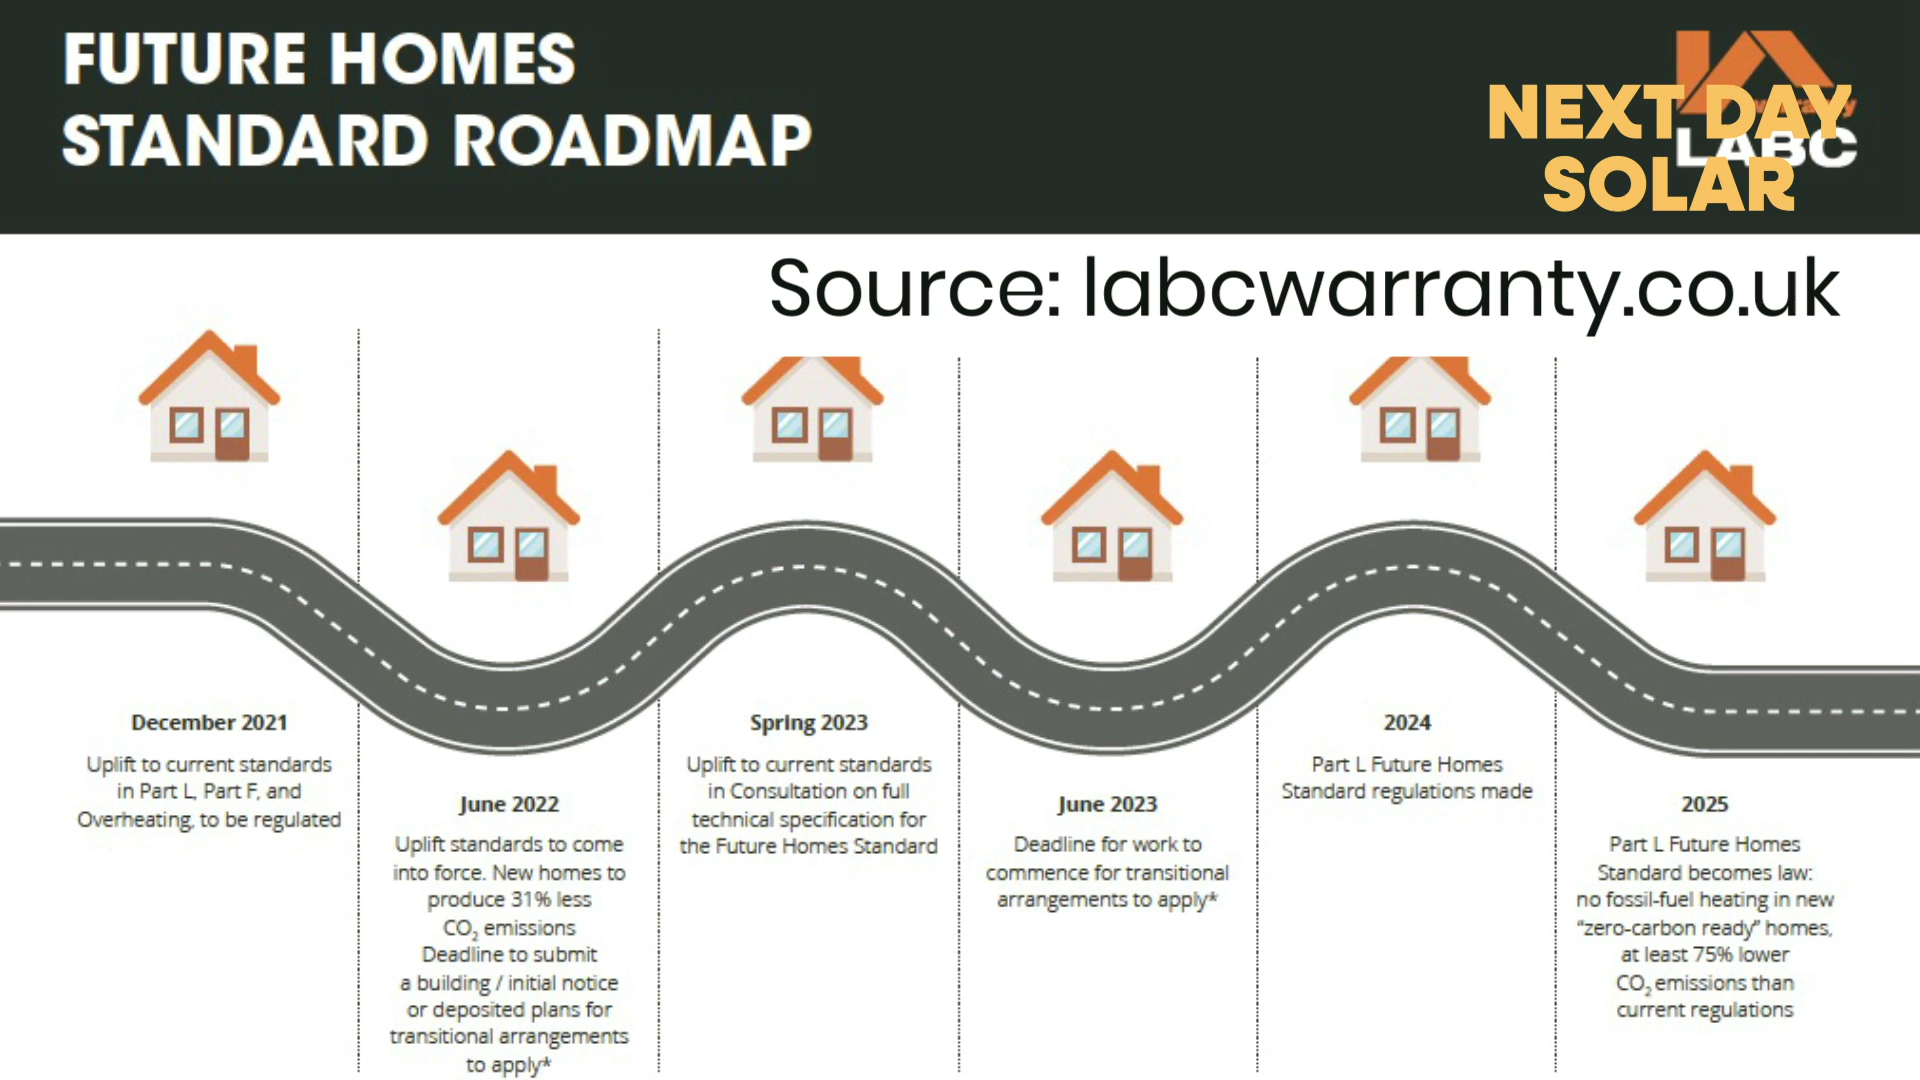 FUTURE HOMES
STANDARD ROADMAP
NEXT DAY
LABC
SOLAR
Source: labcwarranty.co.uk
December 2021
Uplift to current standards
in Part L, Part F, and
Overheating, to be regulated
June 2022
Uplift standards to come
into force. New homes to
produce 31% less
CO₂ emissions
Deadline to submit
a building / initial notice
or deposited plans for
transitional arrangements
to apply*
Spring 2023
Uplift to current standards
in Consultation on full
technical specification for
the Future Homes Standard
June 2023
Deadline for work to
commence for transitional
arrangements to apply*
2024
Part L Future Homes
Standard regulations made
2025
Part L Future Homes
Standard becomes law:
no fossil-fuel heating in new
“zero-carbon ready” homes,
at least 75% lower
CO₂ emissions than
current regulations